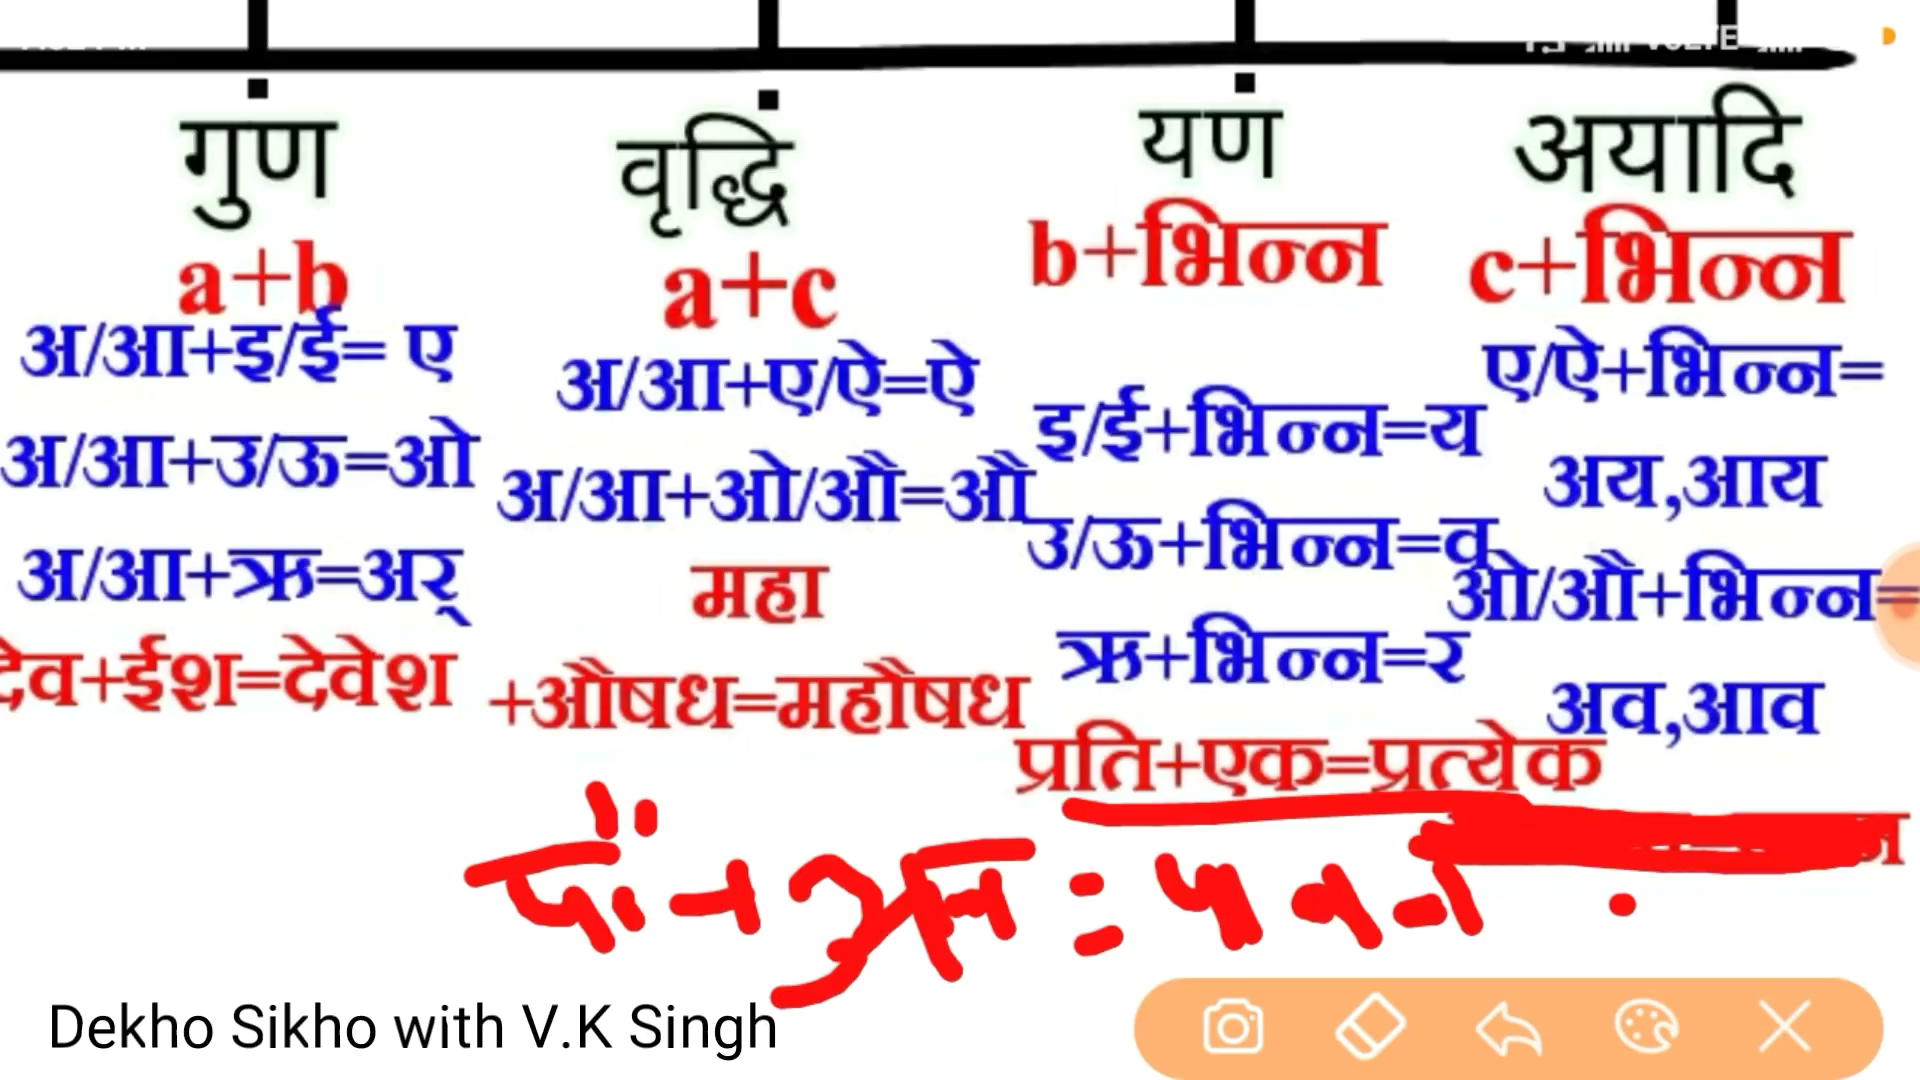 VoLTE
गुण
a+b
अ/आ+इ/ई= ए
अ/आ+उ/ऊ=ओ
अ/आ+ऋ=अर्
देव+ईश=देवेश
वृद्धि
a+c
अ/आ+ए/ऐ=ऐ
अ/आ+ओ/औ=औ
महा
+औषध=महौषध
यण
b+भिन्न
इ/ई+भिन्न=य
उ/ऊ+भिन्न=व
ऋ+भिन्न=र
प्रति+एक=प्रत्येक
अयादि
c+भिन्न
ए/ऐ+भिन्न=
अय,आय
ओ/औ+भिन्न=
अव,आव
Dekho Sikho with V.K Singh